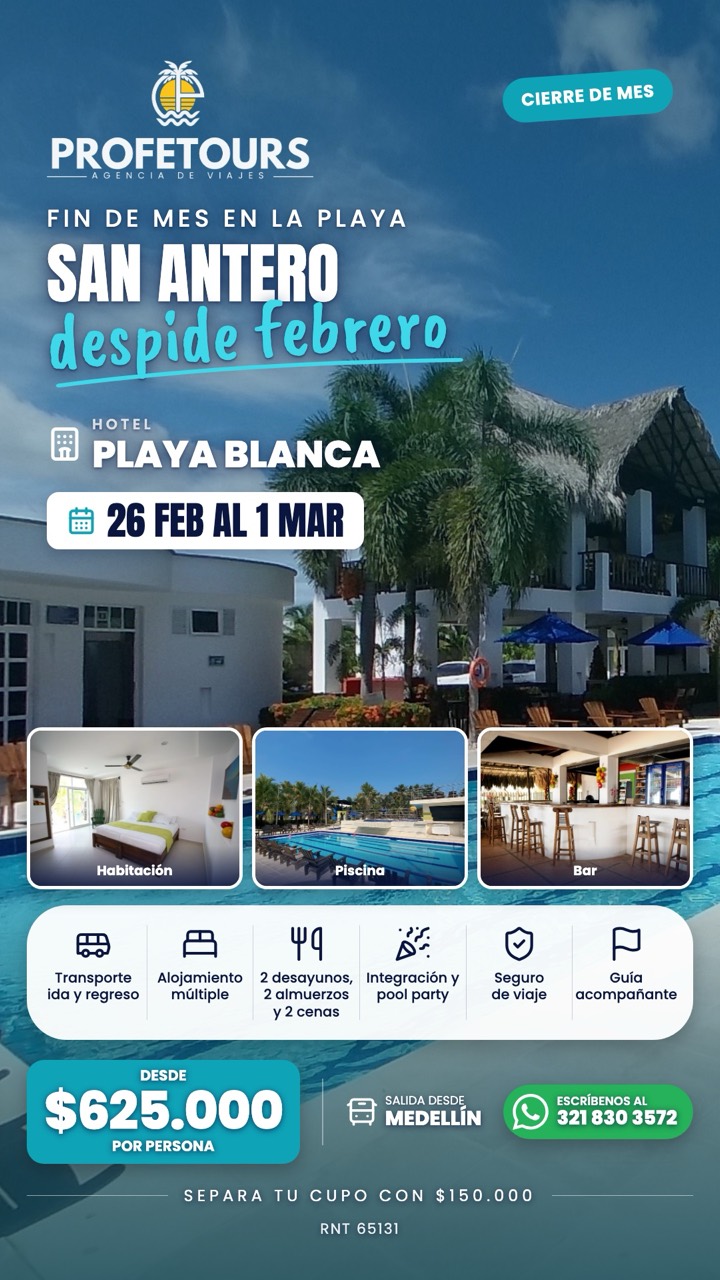 CIERRE DE MES
PROFETOURS
AGENCIA DE VIAJES
FIN DE MES EN LA PLAYA
SAN ANTERO
despide febrero
HOTEL
PLAYA BLANCA
26 FEB AL 1 MAR
Habitación
Piscina
Bar
Transporte
ida y regreso
Alojamiento
múltiple
2 desayunos,
2 almuerzos
y 2 cenas
Integración y
pool party
Seguro
de viaje
Guía
acompañante
DESDE
$625.000
POR PERSONA
SALIDA DESDE
MEDELLÍN
ESCRÍBENOS AL
321 830 3572
SEPARA TU CUPO CON $150.000
RNT 65131